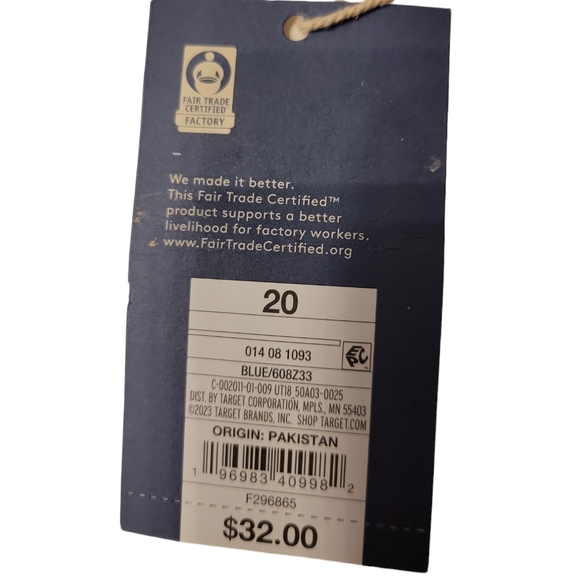 FAIR TRADE
CERTIFIED
FACTORY
We made it better.
This Fair Trade Certified™
product supports a better
livelihood for factory workers.
www.FairTradeCertified.org
20
014 08 1093
EPC
BLUE/608Z33
C-002011-01-009 UT18 50A03-0025
DIST. BY TARGET CORPORATION, MPLS., MN 55403
©2023 TARGET BRANDS, INC. SHOP TARGET.COM
ORIGIN: PAKISTAN
1 96983 40998 2
F296865
$32.00